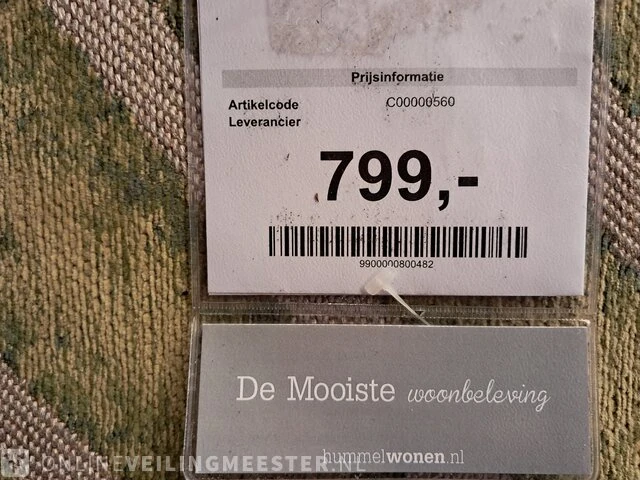 Prijsinformatie
Artikelcode C00000560
Leverancier
799,-
9900000800482
De Mooiste woonbeleving
hummelwonen.nl
ONLINEVEILINGMEESTER.NL